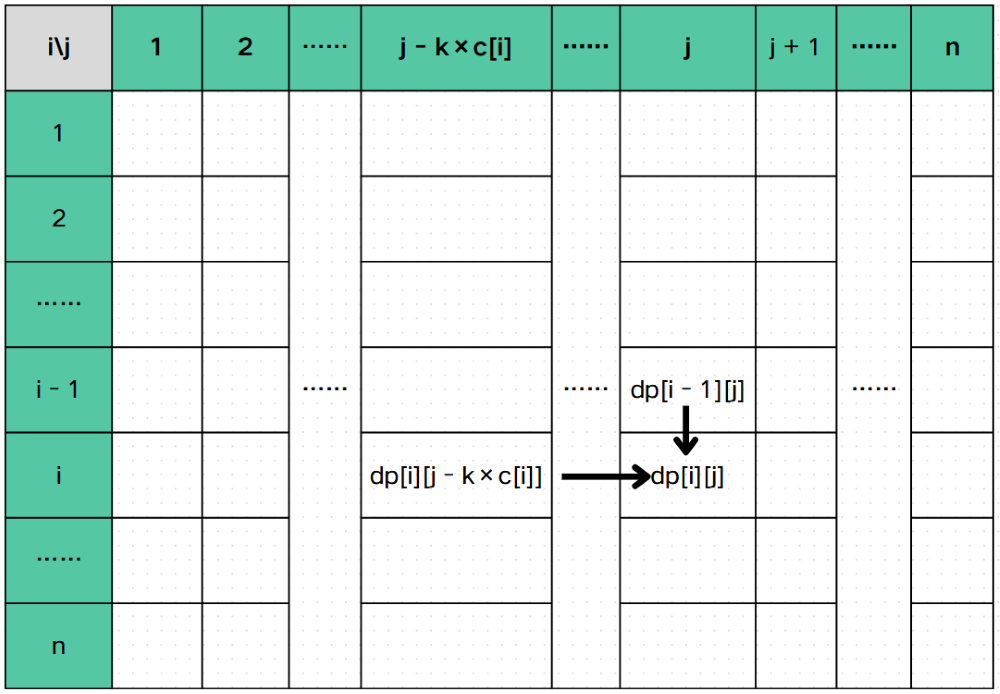 i\j 1 2 …… j - k × c[i] …… j j + 1 …… n
1
2
……
i - 1 …… …… dp[i - 1][j] ……
i dp[i][j - k × c[i]] dp[i][j]
……
n